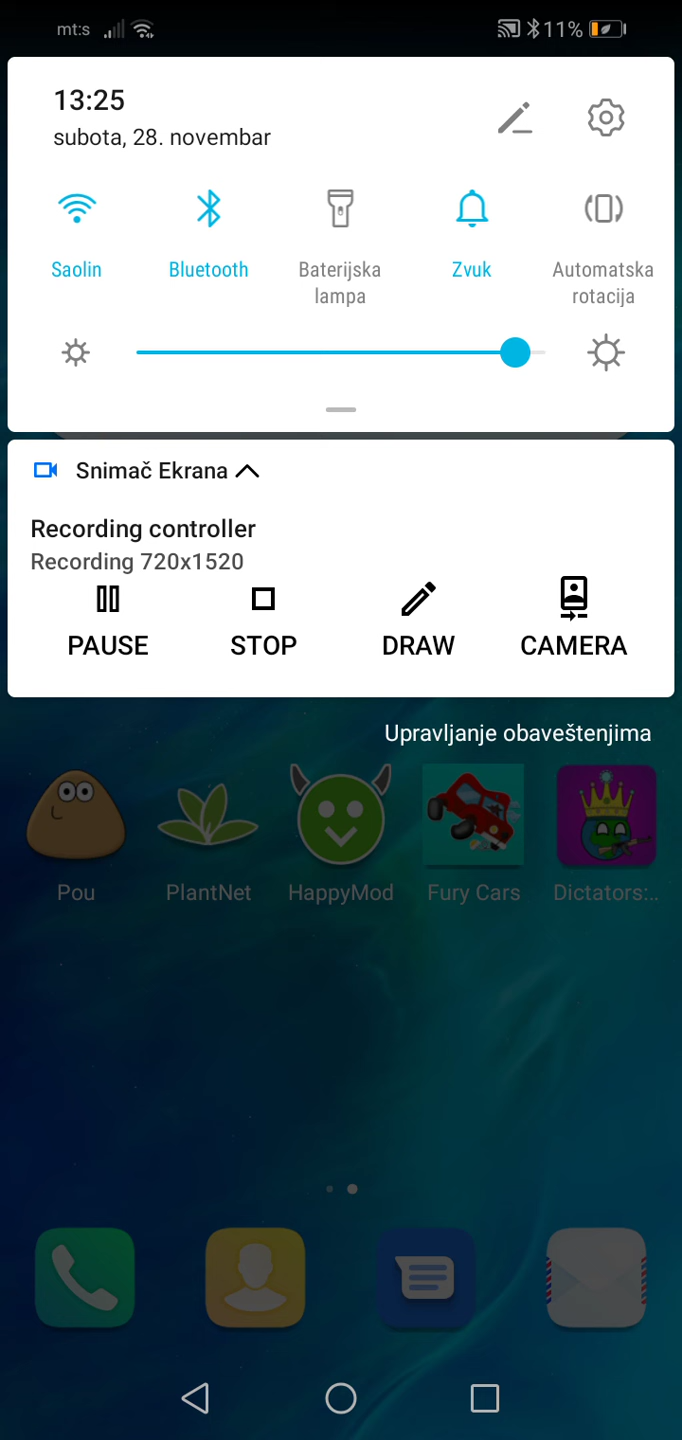 mt:s
11%
13:25
subota, 28. novembar
Saolin
Bluetooth
Baterijska
lampa
Zvuk
Automatska
rotacija
Snimač Ekrana
Recording controller
Recording 720x1520
PAUSE
STOP
DRAW
CAMERA
Upravljanje obaveštenjima
Pou
PlantNet
HappyMod
Fury Cars
Dictators:..